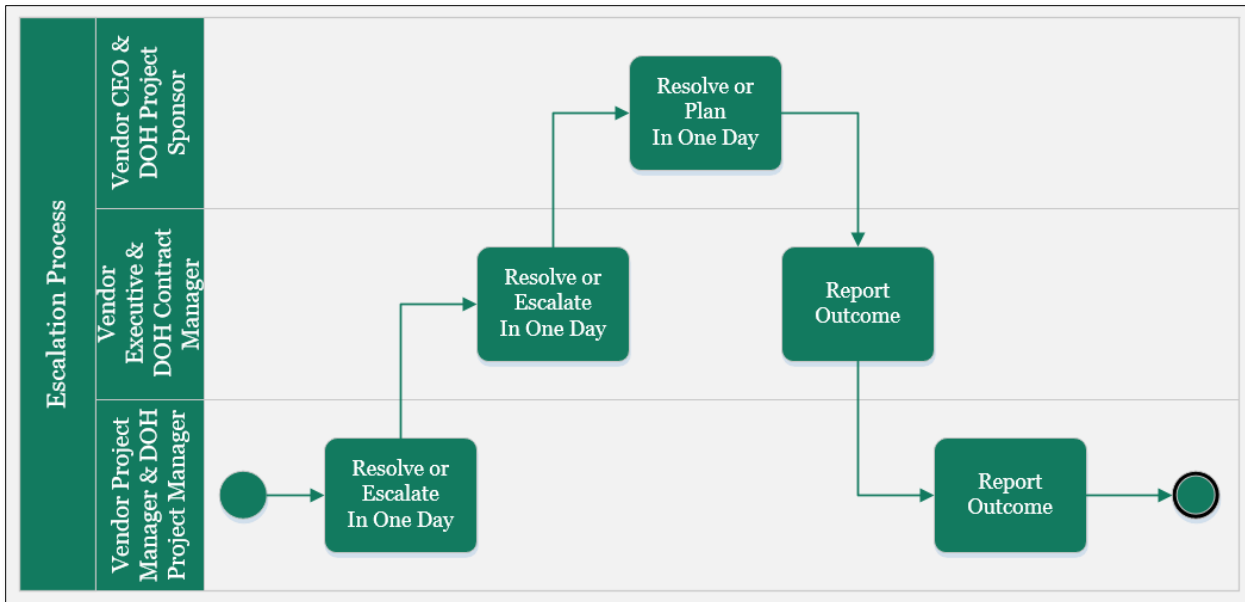 Escalation Process
Vendor CEO &
DOH Project
Sponsor
Resolve or
Plan
In One Day
Vendor
Executive &
DOH Contract
Manager
Resolve or
Escalate
In One Day
Report
Outcome
Vendor Project
Manager & DOH
Project Manager
Resolve or
Escalate
In One Day
Report
Outcome